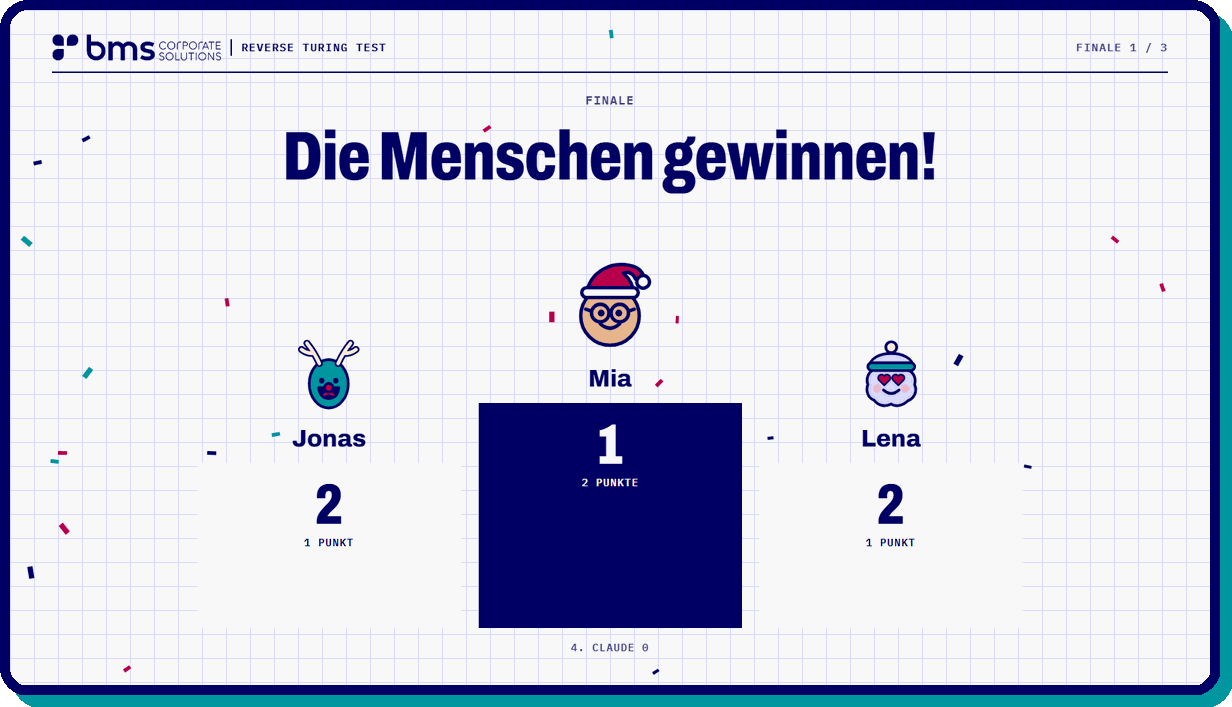 bms CORPORATE SOLUTIONS | REVERSE TURING TEST
FINALE 1 / 3
FINALE
Die Menschen gewinnen!
Mia
Jonas
Lena
1
2 PUNKTE
2
1 PUNKT
2
1 PUNKT
4. CLAUDE 0